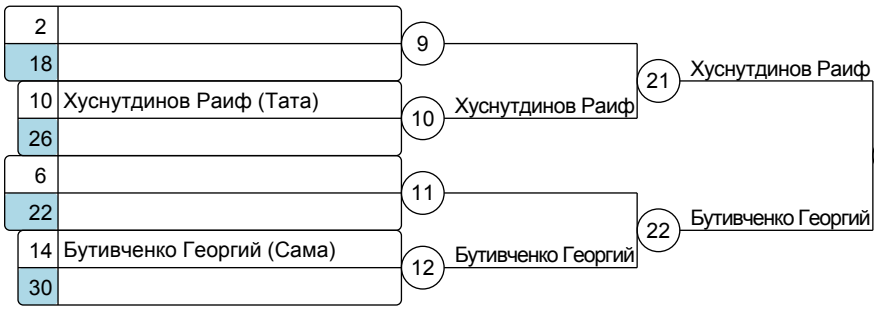 2
9
18
21
Хуснутдинов Раиф
10 Хуснутдинов Раиф (Тата)
10
Хуснутдинов Раиф
26
6
11
22
22
Бутивченко Георгий
14 Бутивченко Георгий (Сама)
12
Бутивченко Георгий
30